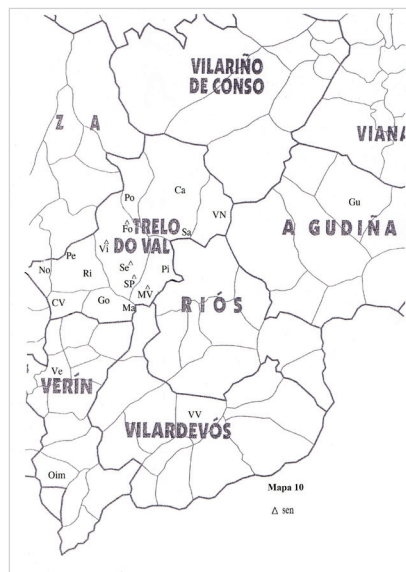 VILARIÑO
DE CONSO
Z A
VIANA
Ca
Po
Gu
VN
Fo
TRELO
A GUDIÑA
Sa
Vi
DO VAL
Pe
No
Se
Pi
Ri
SP
MV
RIÓS
CV
Go
Ma
Ve
VERÍN
VV
VILARDEVÓS
Oim
Mapa 10
△ sen